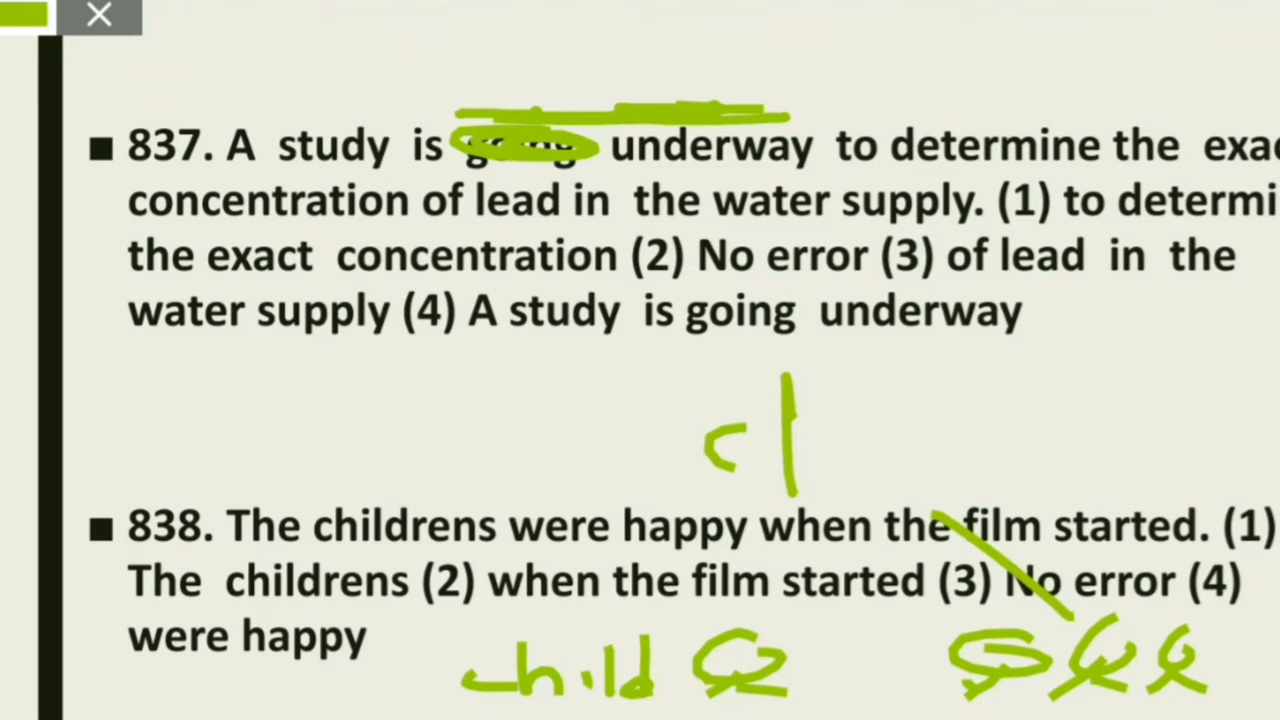 ■ 837. A study is going underway to determine the exac
concentration of lead in the water supply. (1) to determi
the exact concentration (2) No error (3) of lead in the
water supply (4) A study is going underway
■ 838. The childrens were happy when the film started. (1)
The childrens (2) when the film started (3) No error (4)
were happy
child